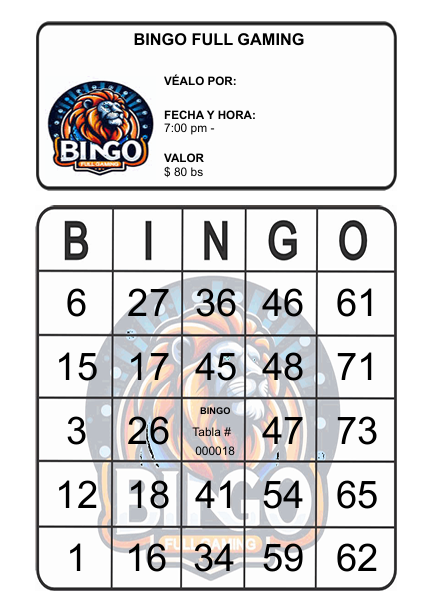 BINGO FULL GAMING
VÉALO POR:
FECHA Y HORA:
7:00 pm -
VALOR
$ 80 bs
BINGO
FULL GAMING
B I N G O
6 27 36 46 61
15 17 45 48 71
BINGO
3 26 Tabla # 47 73
000018
12 18 41 54 65
BINGO
FULL GAMING
1 16 34 59 62